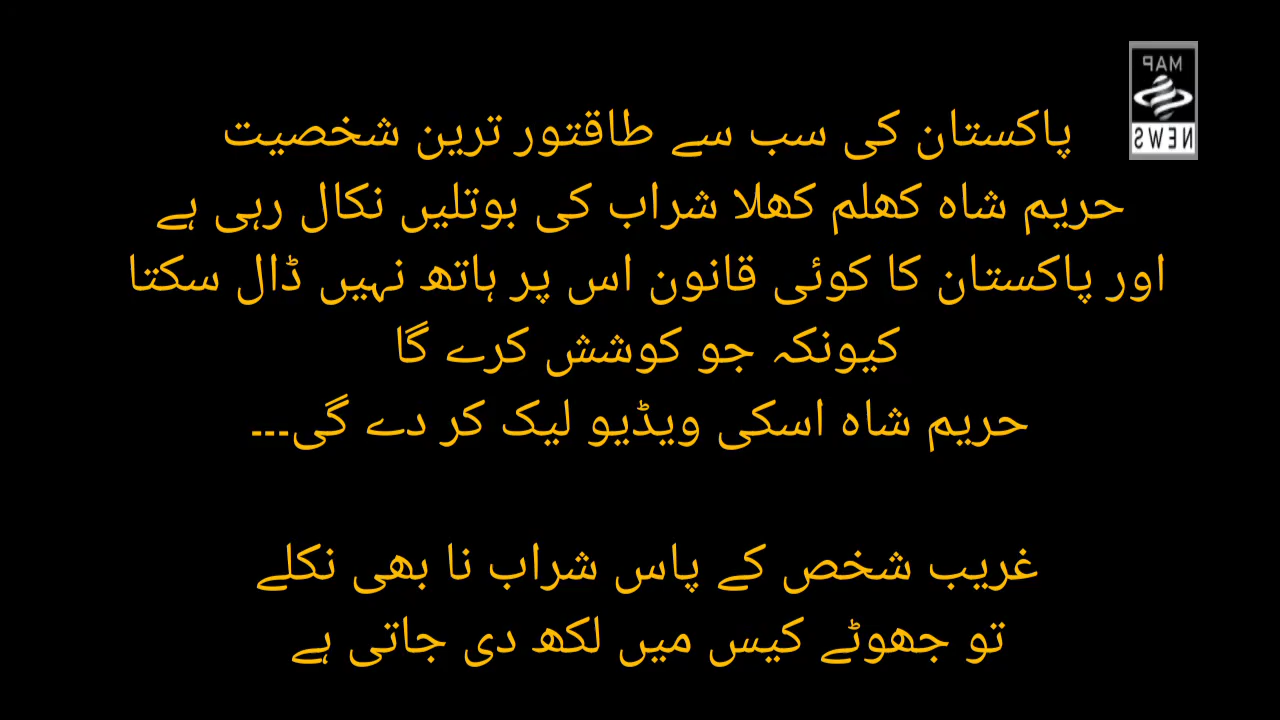 MAP
NEWS
پاکستان کی سب سے طاقتور ترین شخصیت
حریم شاہ کھلم کھلا شراب کی بوتلیں نکال رہی ہے
اور پاکستان کا کوئی قانون اس پر ہاتھ نہیں ڈال سکتا
کیونکہ جو کوشش کرے گا
حریم شاہ اسکی ویڈیو لیک کر دے گی...
غریب شخص کے پاس شراب نا بھی نکلے
تو جھوٹے کیس میں لکھ دی جاتی ہے